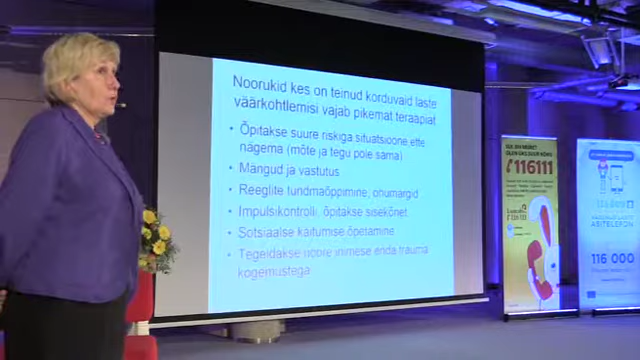 Noorukid kes on teinud korduvaid laste
väärkohtlemisi vajab pikemat teraapiat
• Õpitakse suure riskiga situatsioone ette
nägema (mõte ja tegu pole sama)
• Mängud ja vastutus
• Reeglite tundmaõppimine, ohumärgid
• Impulsikontrolli, õpitakse sisekõnet
• Sotsiaalse käitumise õpetamine
• Tegeldakse noore inimese enda trauma
kogemustega
116111
116 000